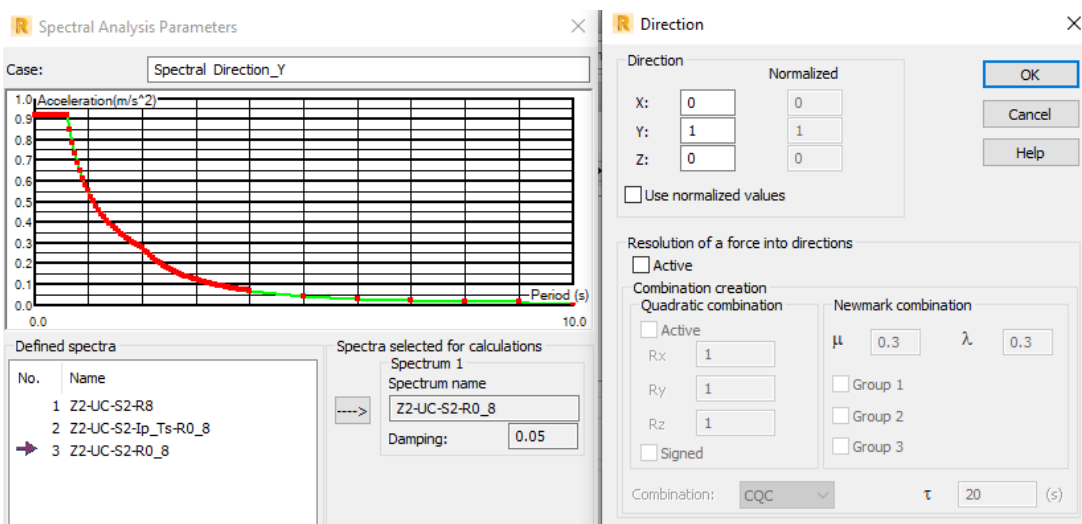 Spectral Analysis Parameters
Case: Spectral Direction_Y
1.0 Acceleration(m/s^2)
0.9
0.8
0.7
0.6
0.5
0.4
0.3
0.2
0.1
0.0
Period (s)
0.0 10.0
Defined spectra
No. Name
1 Z2-UC-S2-R8
2 Z2-UC-S2-Ip_Ts-R0_8
3 Z2-UC-S2-R0_8
Spectra selected for calculations
Spectrum 1
Spectrum name
---->
Z2-UC-S2-R0_8
Damping: 0.05
Direction
Direction
Normalized
X: 0 0
Y: 1 1
Z: 0 0
Use normalized values
OK
Cancel
Help
Resolution of a force into directions
Active
Combination creation
Quadratic combination
Active
Rx 1
Ry 1
Rz 1
Signed
Newmark combination
μ 0.3 λ 0.3
Group 1
Group 2
Group 3
Combination: CQC τ 20 (s)